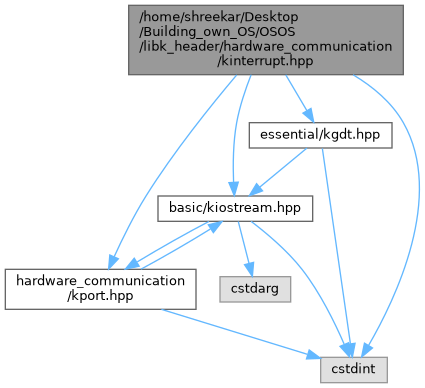 /home/shreekar/Desktop
/Building_own_OS/OSOS
/libk_header/hardware_communication
/kinterrupt.hpp
essential/kgdt.hpp
basic/kiostream.hpp
hardware_communication
/kport.hpp
cstdarg
cstdint